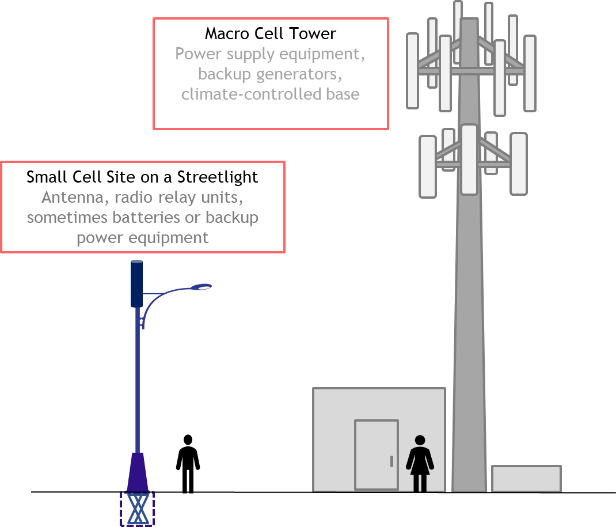 Macro Cell Tower
Power supply equipment,
backup generators,
climate-controlled base
Small Cell Site on a Streetlight
Antenna, radio relay units,
sometimes batteries or backup
power equipment